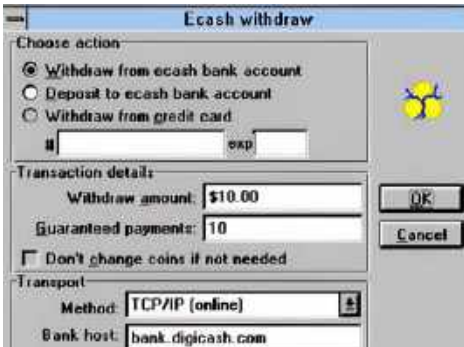 Ecash withdraw
Choose action
Withdraw from ecash bank account
Deposit to ecash bank account
Withdraw from credit card
# exp
Transaction details
Withdraw amount: $10.00
OK
Guaranteed payments: 10
Cancel
Don't change coins if not needed
Transport
Method: TCP/IP (online)
Bank host: bank.digicash.com